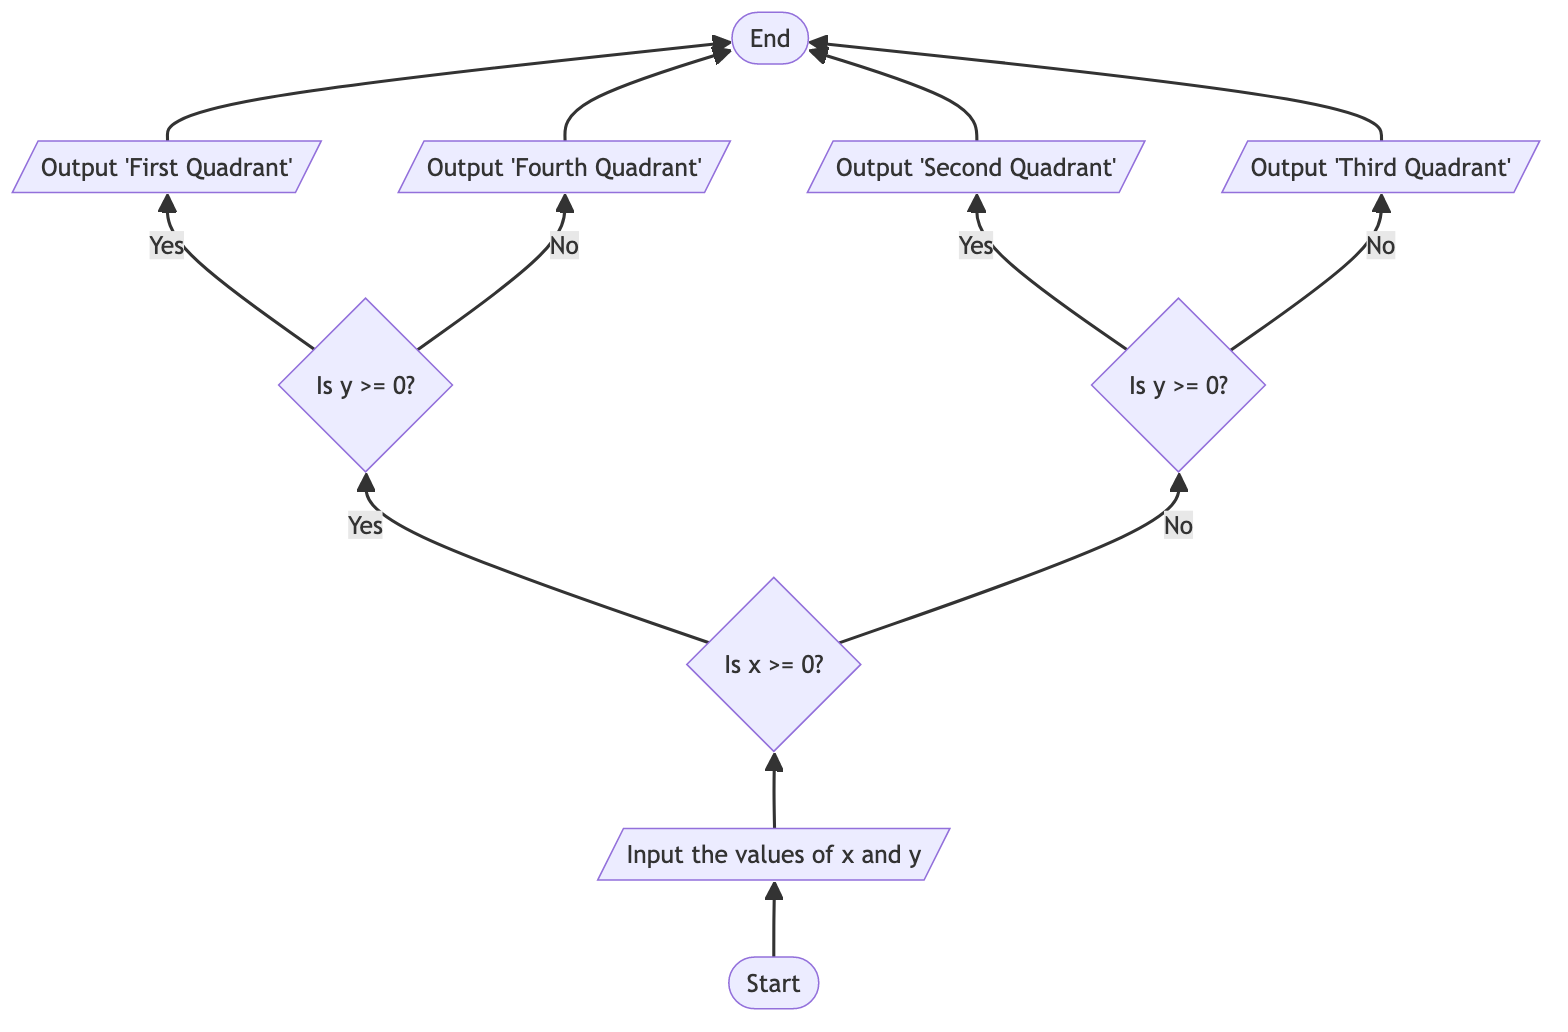 End
Output 'First Quadrant'
Output 'Fourth Quadrant'
Output 'Second Quadrant'
Output 'Third Quadrant'
Yes
No
Yes
No
Is y >= 0?
Is y >= 0?
Yes
No
Is x >= 0?
Input the values of x and y
Start